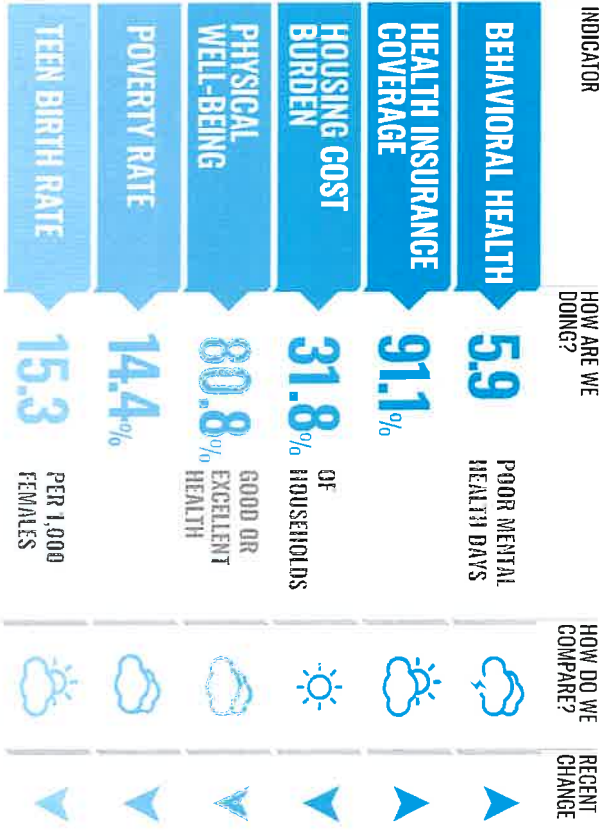 INDICATOR
HOW ARE WE
DOING?
HOW DO WE
COMPARE?
RECENT
CHANGE
BEHAVIORAL HEALTH
5.9
POOR MENTAL
HEALTH DAYS
HEALTH INSURANCE
COVERAGE
91.1%
HOUSING COST
BURDEN
31.8%
OF
HOUSEHOLDS
PHYSICAL
WELL-BEING
80.8%
GOOD OR
EXCELLENT
HEALTH
POVERTY RATE
14.4%
TEEN BIRTH RATE
15.3
PER 1,000
FEMALES